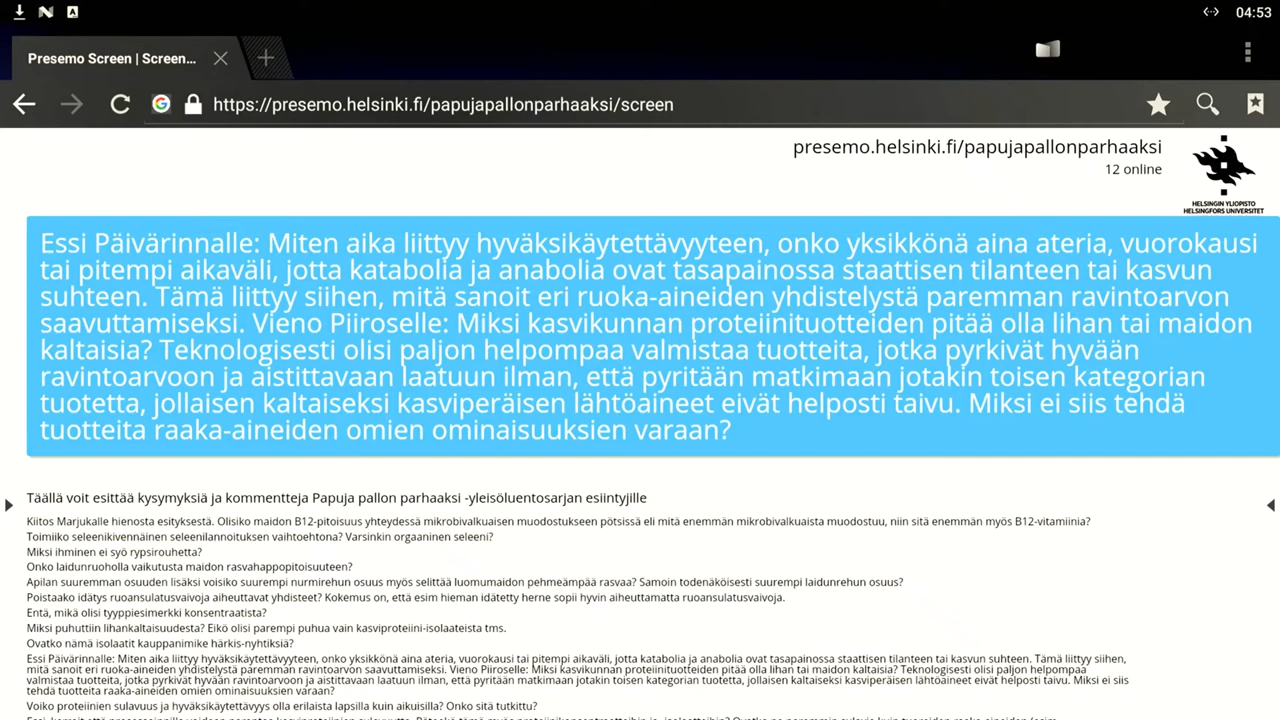 04:53
Presemo Screen | Screen...
https://presemo.helsinki.fi/papujapallonparhaaksi/screen
presemo.helsinki.fi/papujapallonparhaaksi
12 online
HELSINGIN YLIOPISTO
HELSINGFORS UNIVERSITET
Essi Päivärinnalle: Miten aika liittyy hyväksikäytettävyyteen, onko yksikkönä aina ateria, vuorokausi
tai pitempi aikaväli, jotta katabolia ja anabolia ovat tasapainossa staattisen tilanteen tai kasvun
suhteen. Tämä liittyy siihen, mitä sanoit eri ruoka-aineiden yhdistelystä paremman ravintoarvon
saavuttamiseksi. Vieno Piiroselle: Miksi kasvikunnan proteiinituotteiden pitää olla lihan tai maidon
kaltaisia? Teknologisesti olisi paljon helpompaa valmistaa tuotteita, jotka pyrkivät hyvään
ravintoarvoon ja aistittavaan laatuun ilman, että pyritään matkimaan jotakin toisen kategorian
tuotetta, jollaisen kaltaiseksi kasviperäisen lähtöaineet eivät helposti taivu. Miksi ei siis tehdä
tuotteita raaka-aineiden omien ominaisuuksien varaan?
Täällä voit esittää kysymyksiä ja kommentteja Papuja pallon parhaaksi -yleisöluentosarjan esiintyjille
Kiitos Marjukalle hienosta esityksestä. Olisiko maidon B12-pitoisuus yhteydessä mikrobivalkuaisen muodostukseen pötsissä eli mitä enemmän mikrobivalkuaista muodostuu, niin sitä enemmän myös B12-vitamiinia?
Toimiiko seleenikivennäinen seleenilannoituksen vaihtoehtona? Varsinkin orgaaninen seleeni?
Miksi ihminen ei syö rypsirouhetta?
Onko laidunruoholla vaikutusta maidon rasvahappopitoisuuteen?
Apilan suuremman osuuden lisäksi voisiko suurempi nurmirehun osuus myös selittää luomumaidon pehmeämpää rasvaa? Samoin todenäköisesti suurempi laidunrehun osuus?
Poistaako idätys ruoansulatusvaivoja aiheuttavat yhdisteet? Kokemus on, että esim hieman idätetty herne sopii hyvin aiheuttamatta ruoansulatusvaivoja.
Entä, mikä olisi tyyppiesimerkki konsentraatista?
Miksi puhuttiin lihankaltaisuudesta? Eikö olisi parempi puhua vain kasviproteiini-isolaateista tms.
Ovatko nämä isolaatit kauppanimike härkis-nyhtiksiä?
Essi Päivärinnalle: Miten aika liittyy hyväksikäytettävyyteen, onko yksikkönä aina ateria, vuorokausi tai pitempi aikaväli, jotta katabolia ja anabolia ovat tasapainossa staattisen tilanteen tai kasvun suhteen. Tämä liittyy siihen,
mitä sanoit eri ruoka-aineiden yhdistelystä paremman ravintoarvon saavuttamiseksi. Vieno Piiroselle: Miksi kasvikunnan proteiinituotteiden pitää olla lihan tai maidon kaltaisia? Teknologisesti olisi paljon helpompaa
valmistaa tuotteita, jotka pyrkivät hyvään ravintoarvoon ja aistittavaan laatuun ilman, että pyritään matkimaan jotakin toisen kategorian tuotetta, jollaisen kaltaiseksi kasviperäisen lähtöaineet eivät helposti taivu. Miksi ei siis
tehdä tuotteita raaka-aineiden omien ominaisuuksien varaan?
Voiko proteiinien sulavuus ja hyväksikäytettävyys olla erilaista lapsilla kuin aikuisilla? Onko sitä tutkittu?